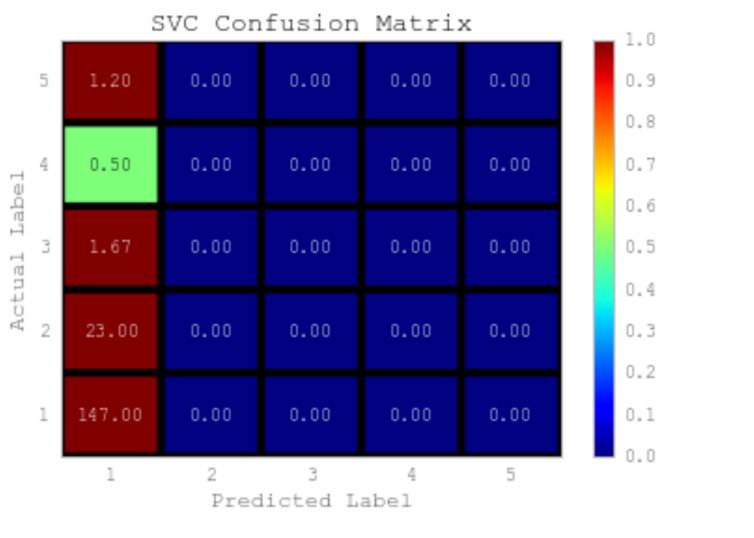 SVC Confusion Matrix
1.0
5 1.20 0.00 0.00 0.00 0.00
0.9
0.8
4 0.50 0.00 0.00 0.00 0.00
0.7
0.6
3 1.67 0.00 0.00 0.00 0.00
0.5
0.4
2 23.00 0.00 0.00 0.00 0.00
0.3
0.2
1 147.00 0.00 0.00 0.00 0.00
0.1
0.0
Actual Label
1 2 3 4 5
Predicted Label